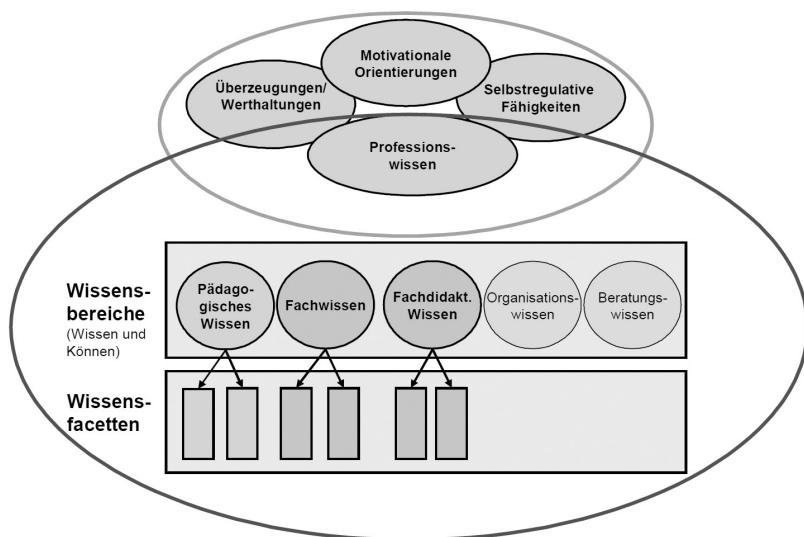 Motivationale
Orientierungen
Überzeugungen/
Werthaltungen
Selbstregulative
Fähigkeiten
Professions-
wissen
Wissens-
bereiche
(Wissen und
Können)
Pädago-
gisches
Wissen
Fachwissen
Fachdidakt.
Wissen
Organisations-
wissen
Beratungs-
wissen
Wissens-
facetten